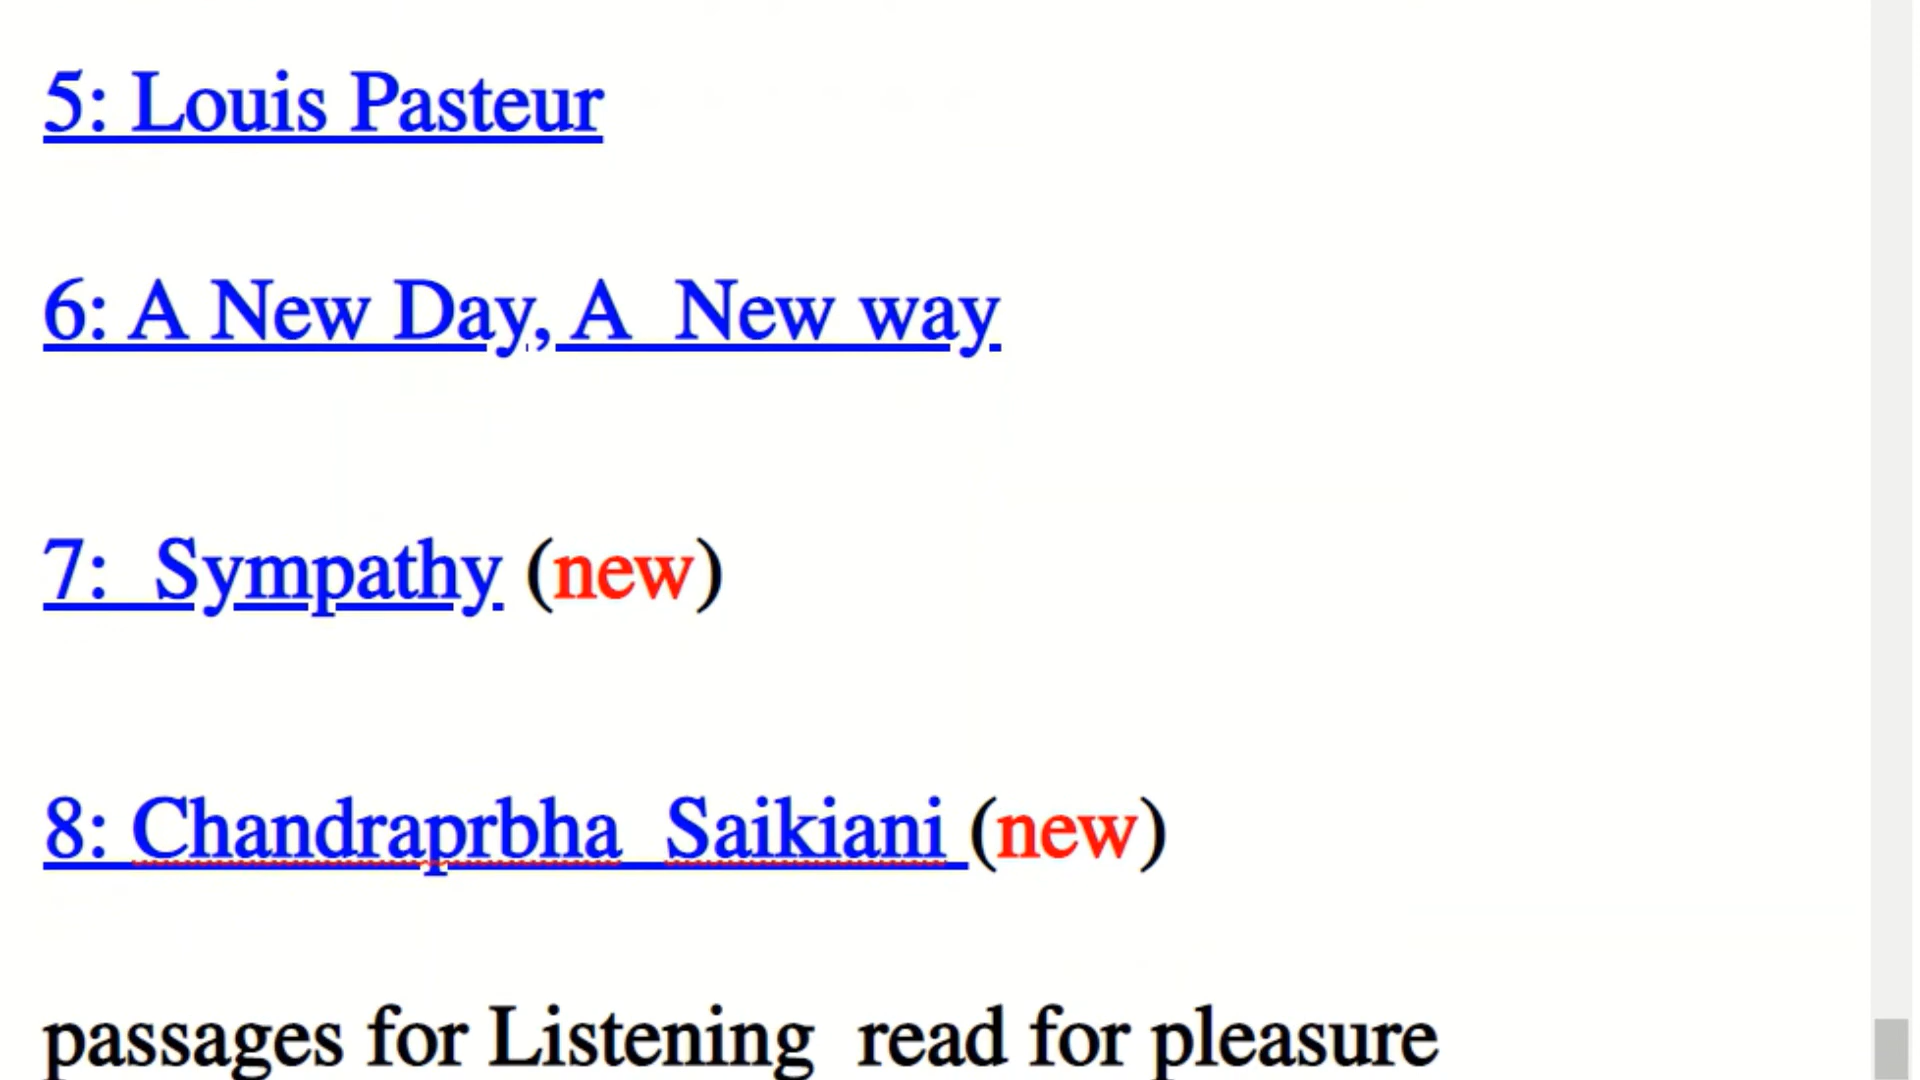 5: Louis Pasteur
6: A New Day, A  New way
7:  Sympathy (new)
8: Chandraprbha  Saikiani (new)
passages for Listening  read for pleasure